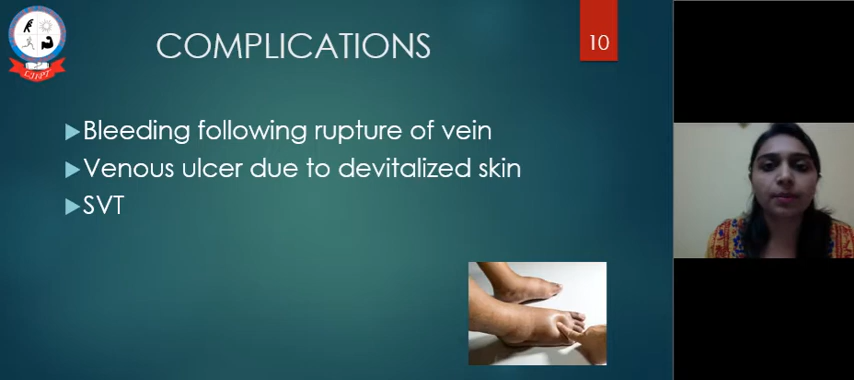 COMPLICATIONS
10
Bleeding following rupture of vein
Venous ulcer due to devitalized skin
SVT